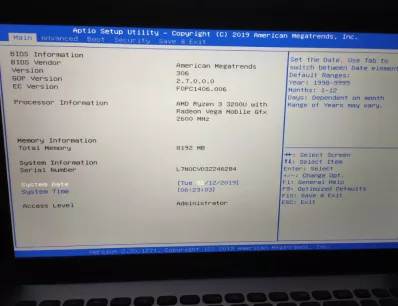 Aptio Setup Utility - Copyright (C) 2019 American Megatrends, Inc.
Main Advanced Boot Security Save & Exit
BIOS Information
BIOS Vendor American Megatrends
Version 306
GOP Version 2.7.0.0.0
EC Version F0FC1406.006
Processor Information AMD Ryzen 3 3200U with
Radeon Vega Mobile Gfx
2600 MHz
Memory Information
Total Memory 8192 MB
System Information
Serial Number L7N0CV032246284
System Date [Tue /12/2019]
System Time [06:23:03]
Access Level Administrator
Set the Date. Use Tab to
switch between Date element
Default Ranges:
Year: 1998-9999
Months: 1-12
Days: Dependent on month
Range of Years may vary.
→←: Select Screen
↑↓: Select Item
Enter: Select
+/-: Change Opt.
F1: General Help
F9: Optimized Defaults
F10: Save & Exit
ESC: Exit
Version 2.20.1271. Copyright (C) 2019 American Megatrends, Inc.